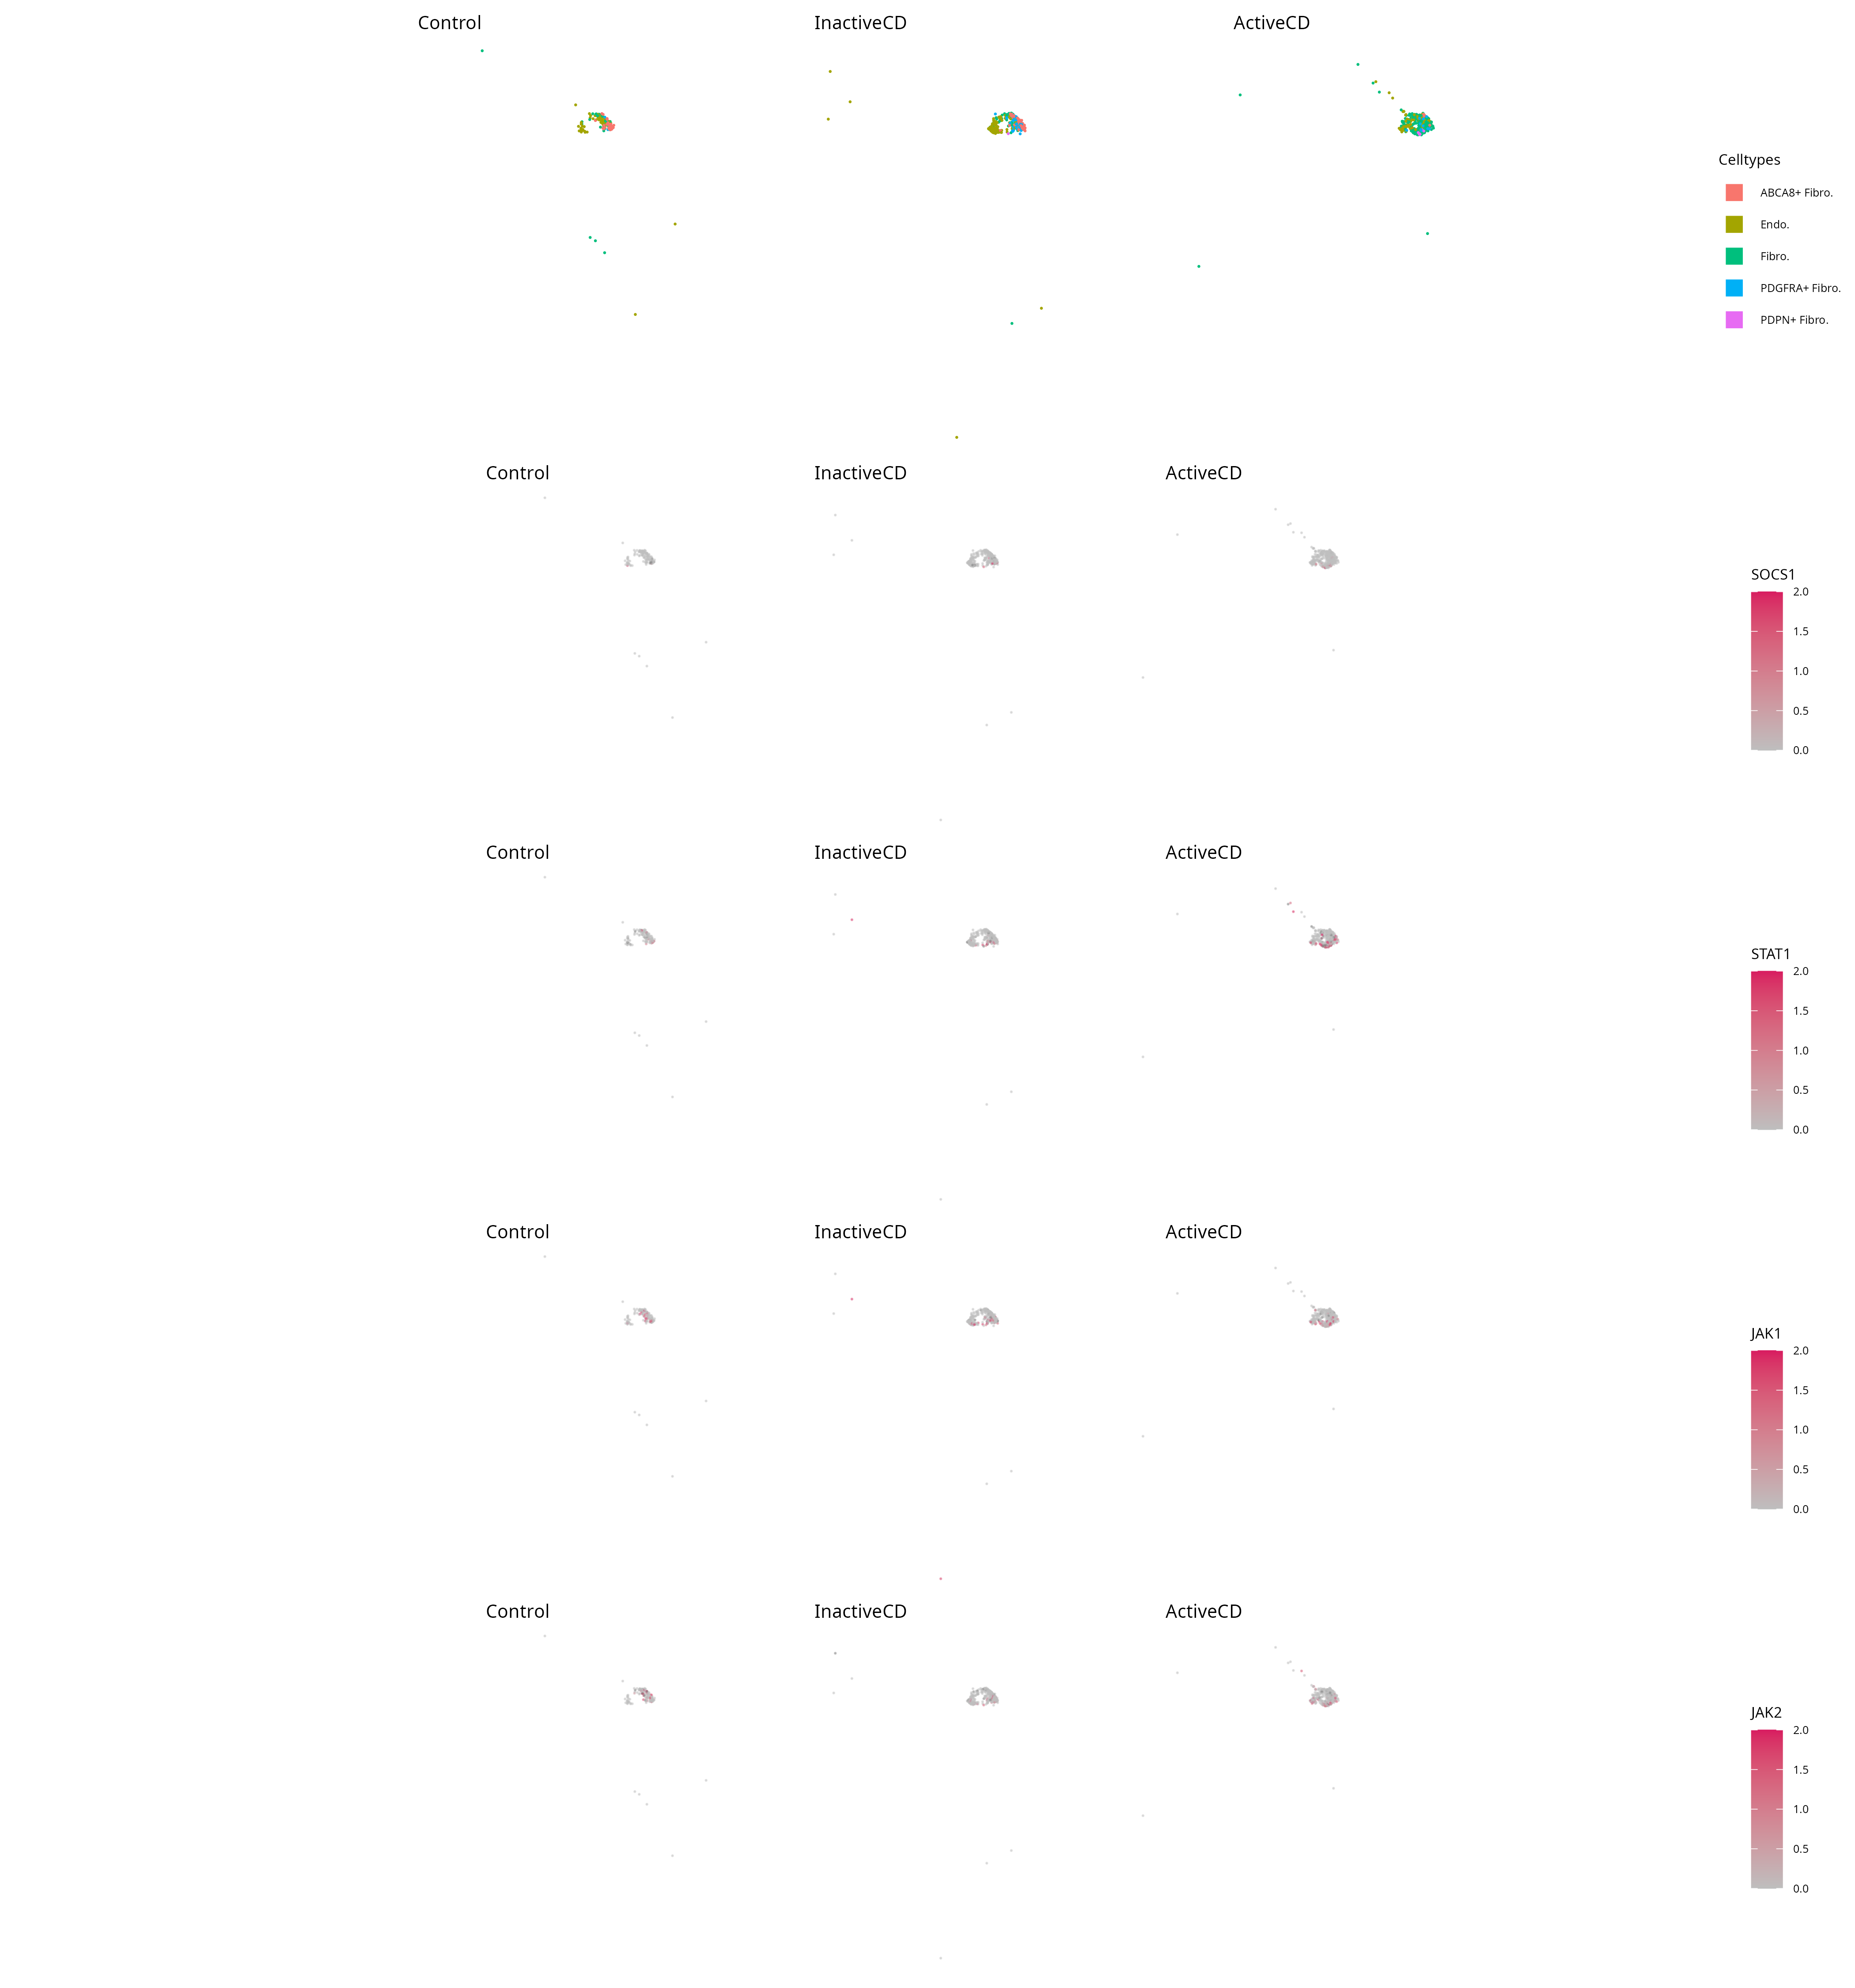 Control InactiveCD ActiveCD
Celltypes
ABCA8+ Fibro.
Endo.
Fibro.
PDGFRA+ Fibro.
PDPN+ Fibro.
Control InactiveCD ActiveCD
SOCS1
2.0
1.5
1.0
0.5
0.0
Control InactiveCD ActiveCD
STAT1
2.0
1.5
1.0
0.5
0.0
Control InactiveCD ActiveCD
JAK1
2.0
1.5
1.0
0.5
0.0
Control InactiveCD ActiveCD
JAK2
2.0
1.5
1.0
0.5
0.0